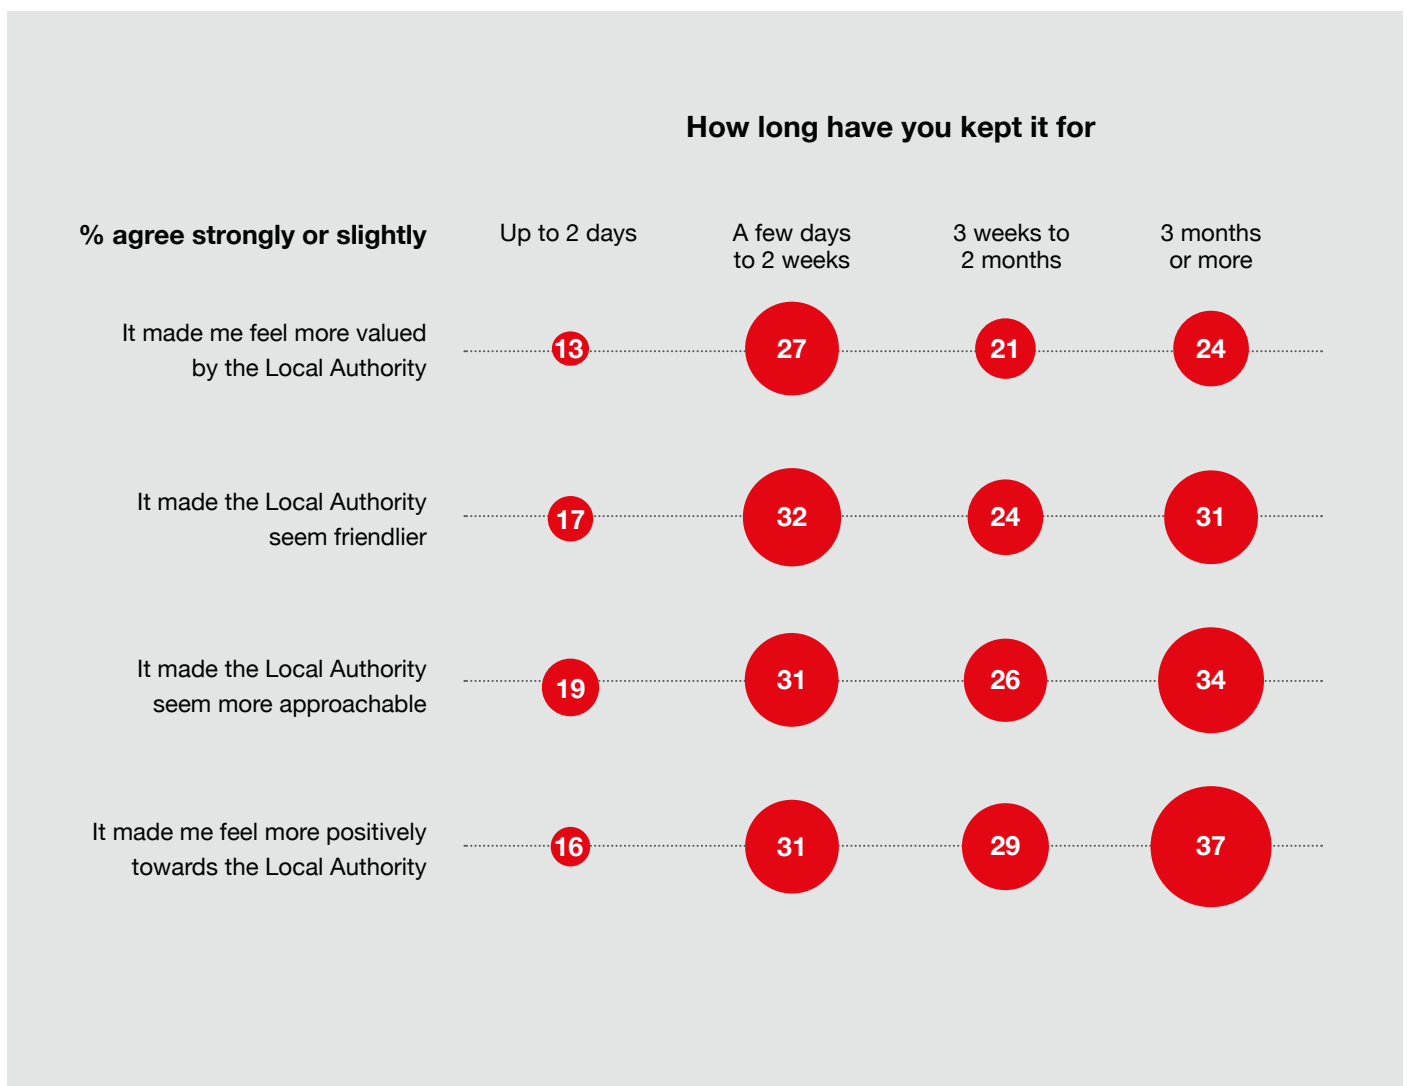 How long have you kept it for
% agree strongly or slightly
Up to 2 days
A few days
to 2 weeks
3 weeks to
2 months
3 months
or more
It made me feel more valued
by the Local Authority
13
27
21
24
It made the Local Authority
seem friendlier
17
32
24
31
It made the Local Authority
seem more approachable
19
31
26
34
It made me feel more positively
towards the Local Authority
16
31
29
37